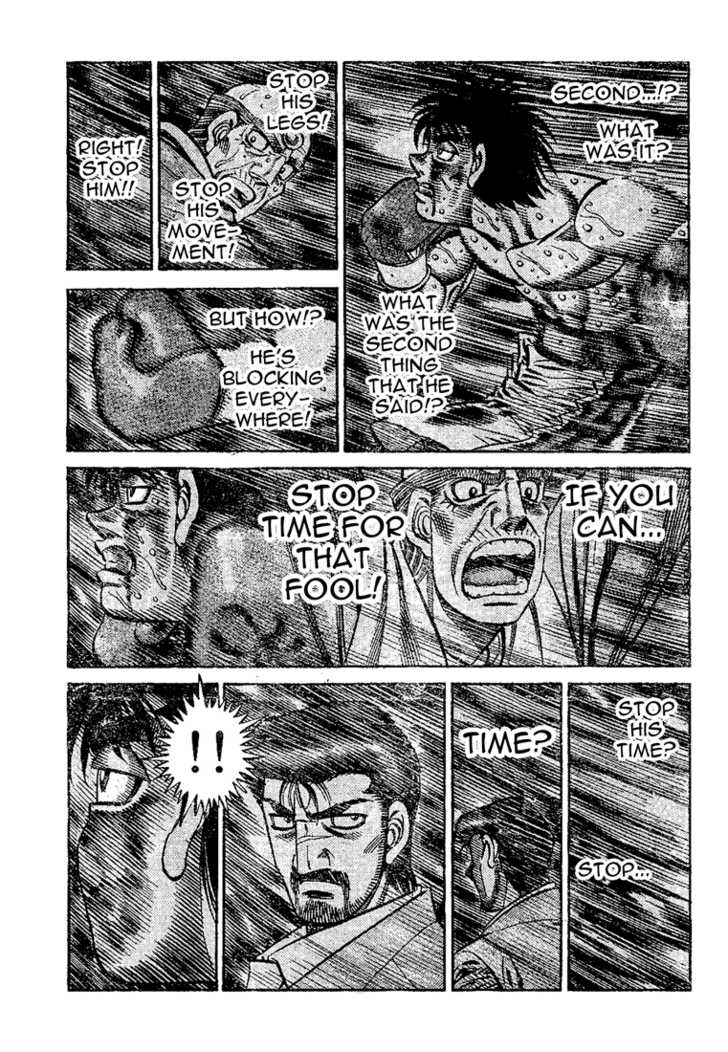 SECOND...!?
WHAT
WAS IT?
WHAT
WAS THE
SECOND
THING
THAT HE
SAID!?
STOP
HIS
LEGS!
STOP
HIS
MOVE-
MENT!
RIGHT!
STOP
HIM!!
BUT HOW!?
HE'S
BLOCKING
EVERY-
WHERE!
IF YOU
CAN...
STOP
TIME FOR
THAT
FOOL!
STOP
HIS
TIME?
STOP...
TIME?
!!